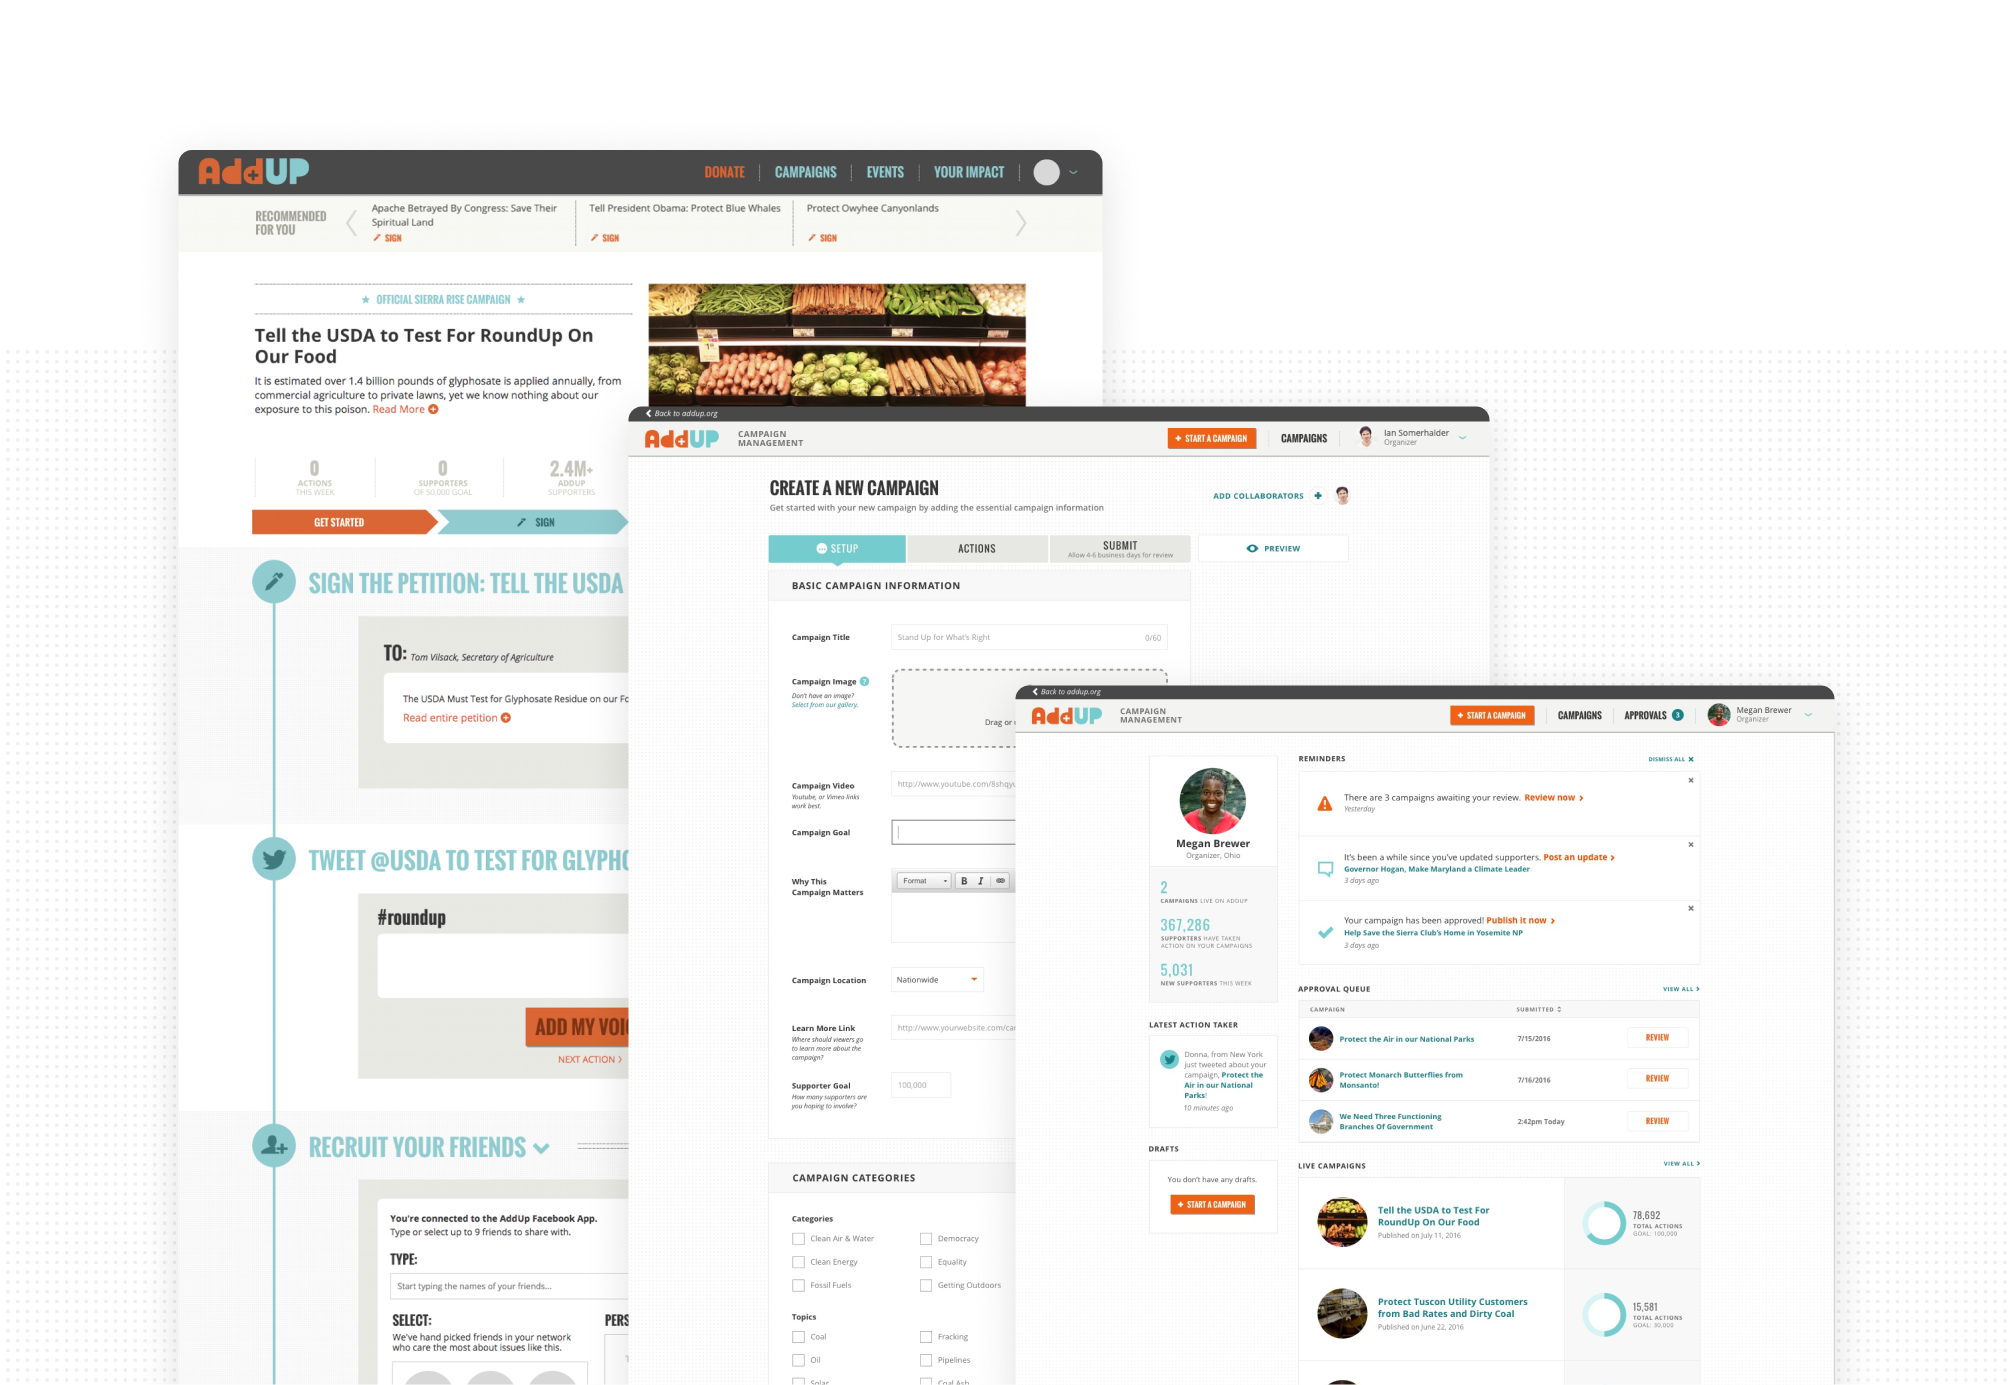 AddUP
DONATE
CAMPAIGNS
EVENTS
YOUR IMPACT
RECOMMENDED
FOR YOU
Apache Betrayed By Congress: Save Their
Spiritual Land
SIGN
Tell President Obama: Protect Blue Whales
SIGN
Protect Owyhee Canyonlands
SIGN
OFFICIAL SIERRA RISE CAMPAIGN
Tell the USDA to Test For RoundUp On
Our Food
It is estimated over 1.4 billion pounds of glyphosate is applied annually, from
commercial agriculture to private lawns, yet we know nothing about our
exposure to this poison. Read More
0
ACTIONS
THIS WEEK
0
SUPPORTERS
OF 50,000 GOAL
2.4M+
ADDUP
SUPPORTERS
GET STARTED
SIGN
SIGN THE PETITION: TELL THE USDA
TO: Tom Vilsack, Secretary of Agriculture
The USDA Must Test for Glyphosate Residue on our Fo
Read entire petition
TWEET @USDA TO TEST FOR GLYPHO
#roundup
ADD MY VOI
NEXT ACTION >
RECRUIT YOUR FRIENDS
You're connected to the AddUp Facebook App.
Type or select up to 9 friends to share with.
TYPE:
Start typing the names of your friends...
SELECT:
We've hand picked friends in your network
who care the most about issues like this.
PERS
Back to addup.org
AddUP
CAMPAIGN
MANAGEMENT
+ START A CAMPAIGN
CAMPAIGNS
Ian Somerhalder
Organizer
CREATE A NEW CAMPAIGN
Get started with your new campaign by adding the essential campaign information
ADD COLLABORATORS +
SETUP
ACTIONS
SUBMIT
Allow 4-6 business days for review
PREVIEW
BASIC CAMPAIGN INFORMATION
Campaign Title
Stand Up for What's Right
0/60
Campaign Image ?
Don't have an image?
Select from our gallery.
Drag or
Campaign Video
Youtube, or Vimeo links
work best.
http://www.youtube.com/8shqyu
Campaign Goal
Why This
Campaign Matters
Format
B
I
Campaign Location
Nationwide
Learn More Link
Where should viewers go
to learn more about the
campaign?
http://www.yourwebsite.com/ca
Supporter Goal
How many supporters are
you hoping to involve?
100,000
CAMPAIGN CATEGORIES
Categories
Clean Air & Water
Democracy
Clean Energy
Equality
Fossil Fuels
Getting Outdoors
Topics
Coal
Fracking
Oil
Pipelines
Solar
Coal Ash
Back to addup.org
AddUP
CAMPAIGN
MANAGEMENT
+ START A CAMPAIGN
CAMPAIGNS
APPROVALS 3
Megan Brewer
Organizer
Megan Brewer
Organizer, Ohio
2
CAMPAIGNS LIVE ON ADDUP
367,286
SUPPORTERS HAVE TAKEN
ACTION ON YOUR CAMPAIGNS
5,031
NEW SUPPORTERS THIS WEEK
LATEST ACTION TAKER
Donna, from New York
just tweeted about your
campaign, Protect the
Air in our National
Parks!
10 minutes ago
DRAFTS
You don't have any drafts.
+ START A CAMPAIGN
REMINDERS
DISMISS ALL
There are 3 campaigns awaiting your review. Review now >
Yesterday
It's been a while since you've updated supporters. Post an update >
Governor Hogan, Make Maryland a Climate Leader
3 days ago
Your campaign has been approved! Publish it now >
Help Save the Sierra Club's Home in Yosemite NP
3 days ago
APPROVAL QUEUE
VIEW ALL >
CAMPAIGN
SUBMITTED
Protect the Air in our National Parks
7/15/2016
REVIEW
Protect Monarch Butterflies from
Monsanto!
7/16/2016
REVIEW
We Need Three Functioning
Branches Of Government
2:42pm Today
REVIEW
LIVE CAMPAIGNS
VIEW ALL >
Tell the USDA to Test For
RoundUp On Our Food
Published on July 11, 2016
78,692
TOTAL ACTIONS
GOAL: 100,000
Protect Tuscon Utility Customers
from Bad Rates and Dirty Coal
Published on June 22, 2016
15,581
TOTAL ACTIONS
GOAL: 30,000